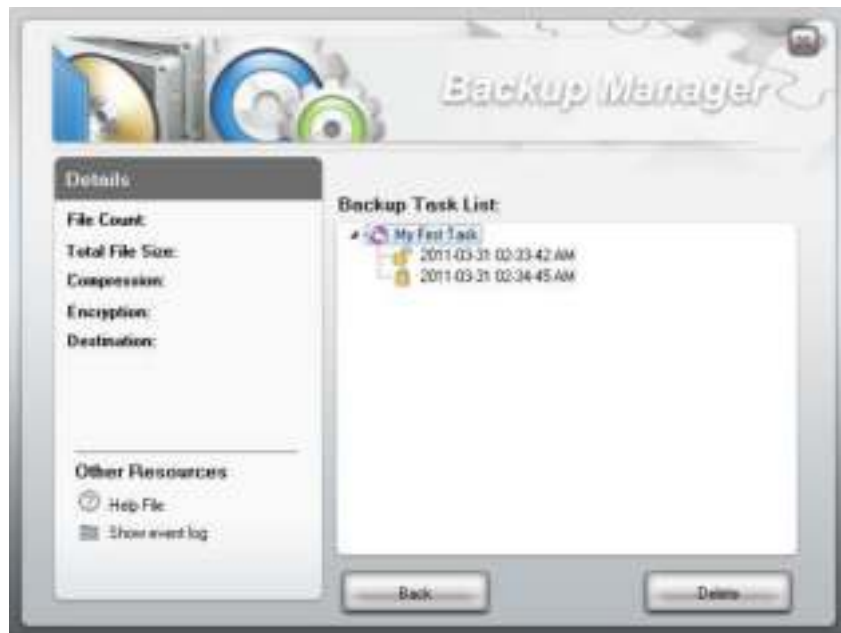 Backup Manager
Details
File Count:
Total File Size:
Compression:
Encryption:
Destination:
Other Resources
Help File
Show event log
Backup Task List:
My First Task
2011-03-31 02-33-42 AM
2011-03-31 02-34-45 AM
Back
Delete